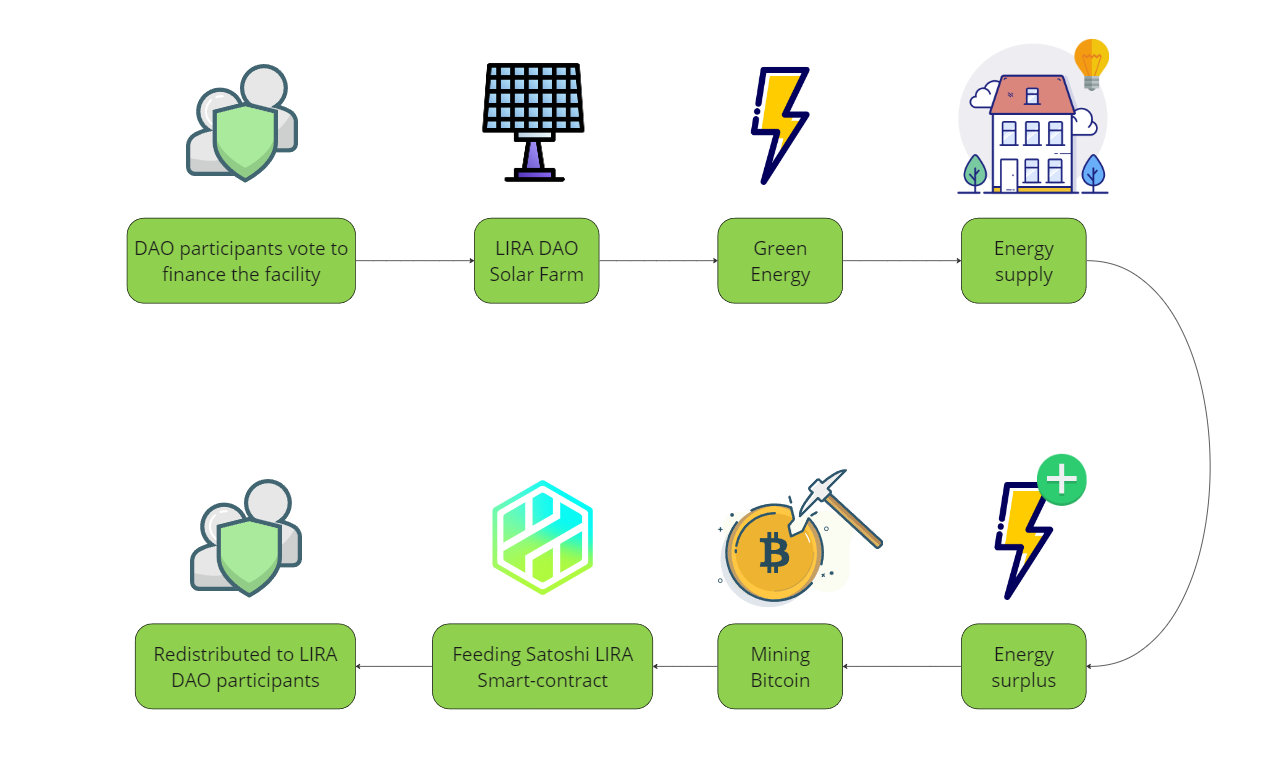 DAO participants vote to
finance the facility
LIRA DAO
Solar Farm
Green
Energy
Energy
supply
Redistributed to LIRA
DAO participants
Feeding Satoshi LIRA
Smart-contract
Mining
Bitcoin
Energy
surplus